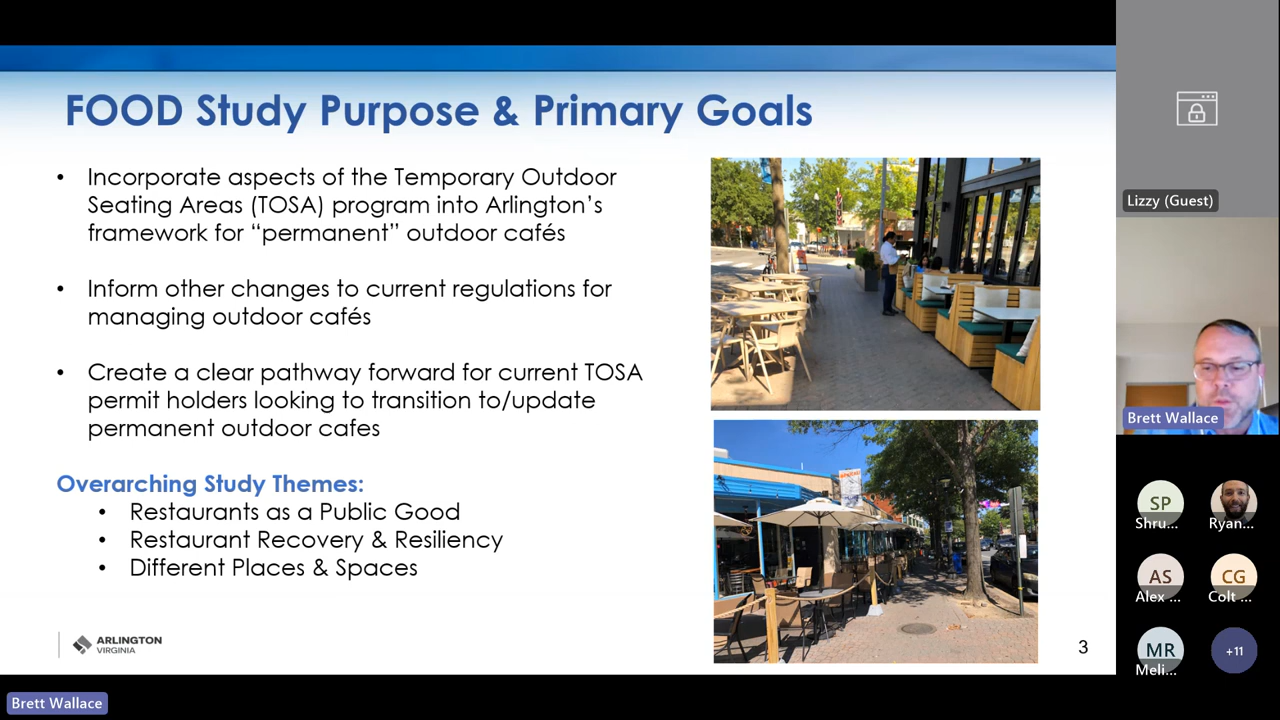 FOOD Study Purpose & Primary Goals
• Incorporate aspects of the Temporary Outdoor
Seating Areas (TOSA) program into Arlington’s
framework for “permanent” outdoor cafés
• Inform other changes to current regulations for
managing outdoor cafés
• Create a clear pathway forward for current TOSA
permit holders looking to transition to/update
permanent outdoor cafes
Overarching Study Themes:
• Restaurants as a Public Good
• Restaurant Recovery & Resiliency
• Different Places & Spaces
ARLINGTON
VIRGINIA
3
Lizzy (Guest)
Brett Wallace
SP
Shru...
Ryan...
AS
Alex ...
CG
Colt ...
MR
Meli...
+11
Brett Wallace